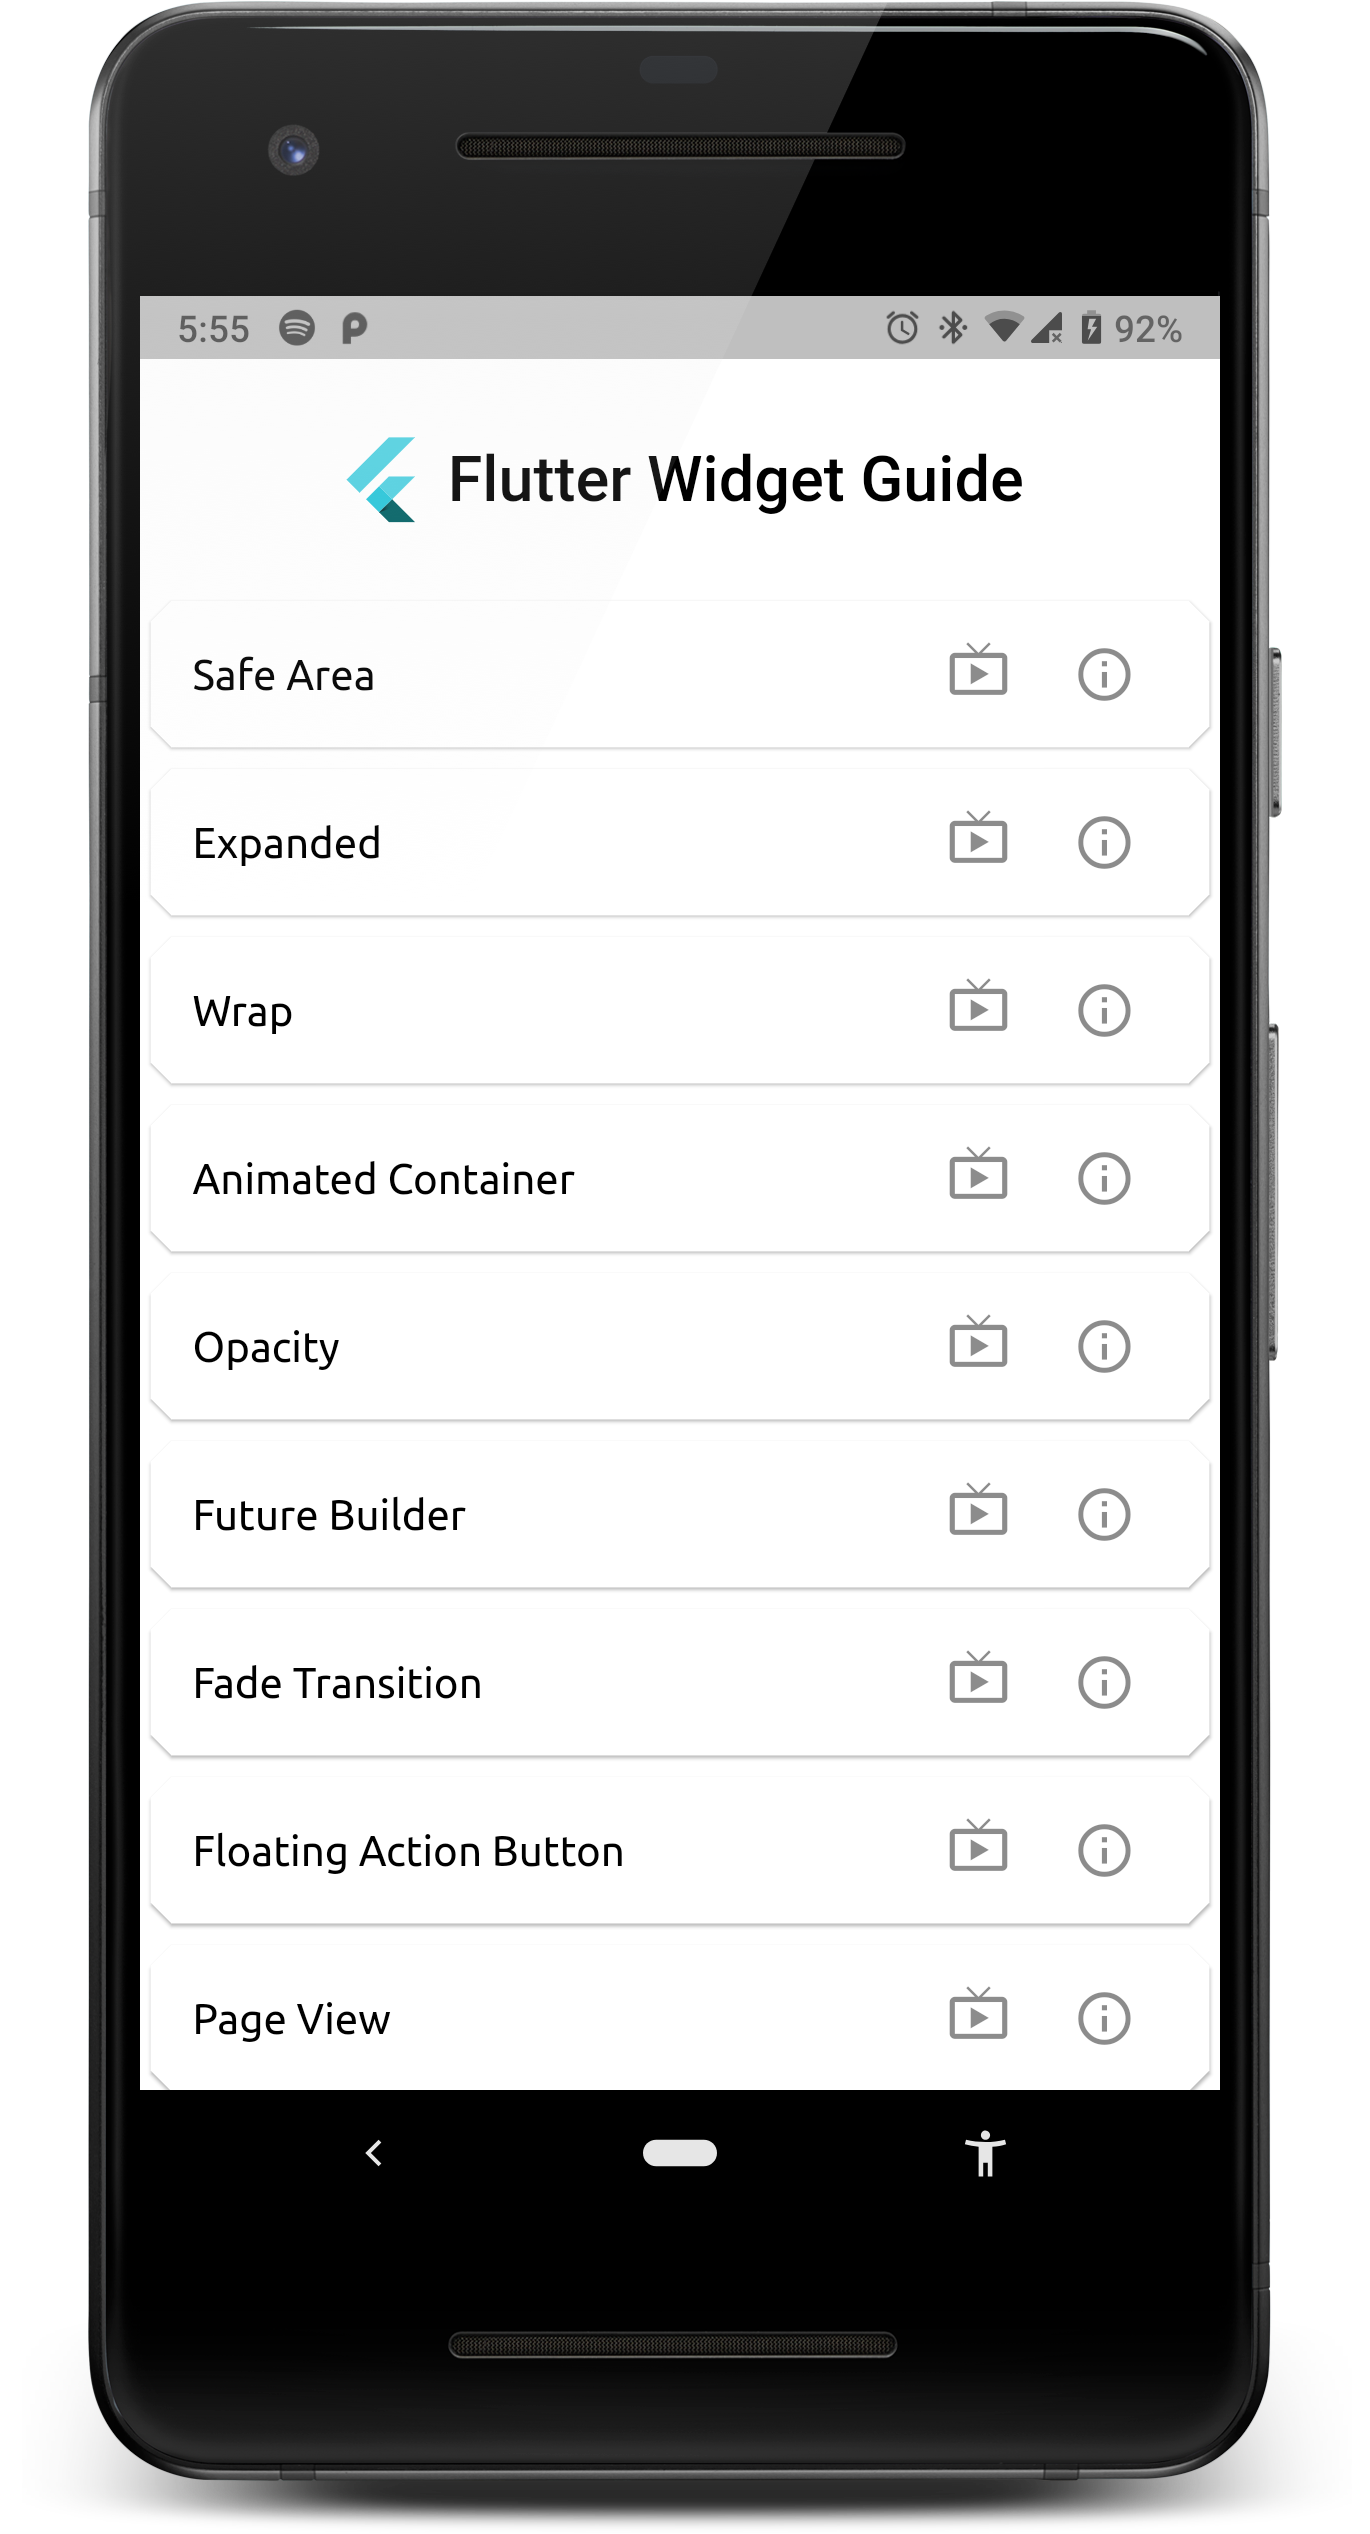 5:55 92%
Flutter Widget Guide
Safe Area
Expanded
Wrap
Animated Container
Opacity
Future Builder
Fade Transition
Floating Action Button
Page View